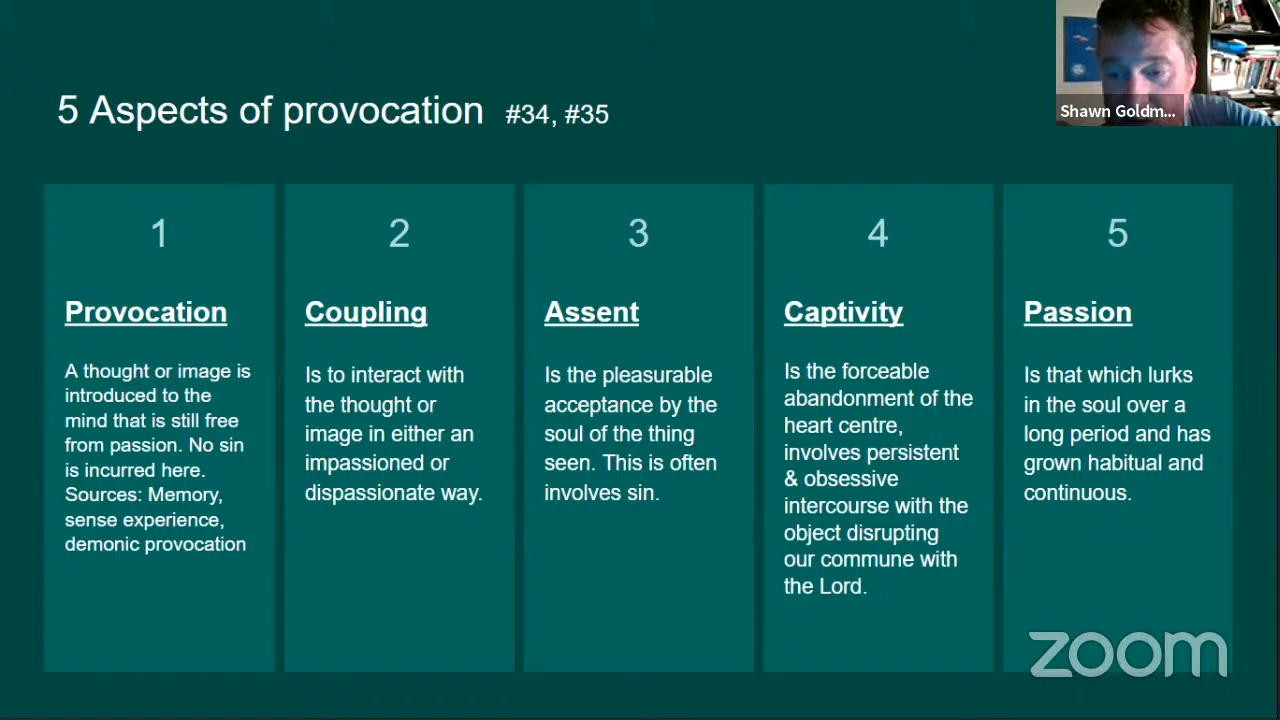 5 Aspects of provocation #34, #35
Shawn Goldm...
1
Provocation
A thought or image is
introduced to the
mind that is still free
from passion. No sin
is incurred here.
Sources: Memory,
sense experience,
demonic provocation
2
Coupling
Is to interact with
the thought or
image in either an
impassioned or
dispassionate way.
3
Assent
Is the pleasurable
acceptance by the
soul of the thing
seen. This is often
involves sin.
4
Captivity
Is the forceable
abandonment of the
heart centre,
involves persistent
& obsessive
intercourse with the
object disrupting
our commune with
the Lord.
5
Passion
Is that which lurks
in the soul over a
long period and has
grown habitual and
continuous.
zoom